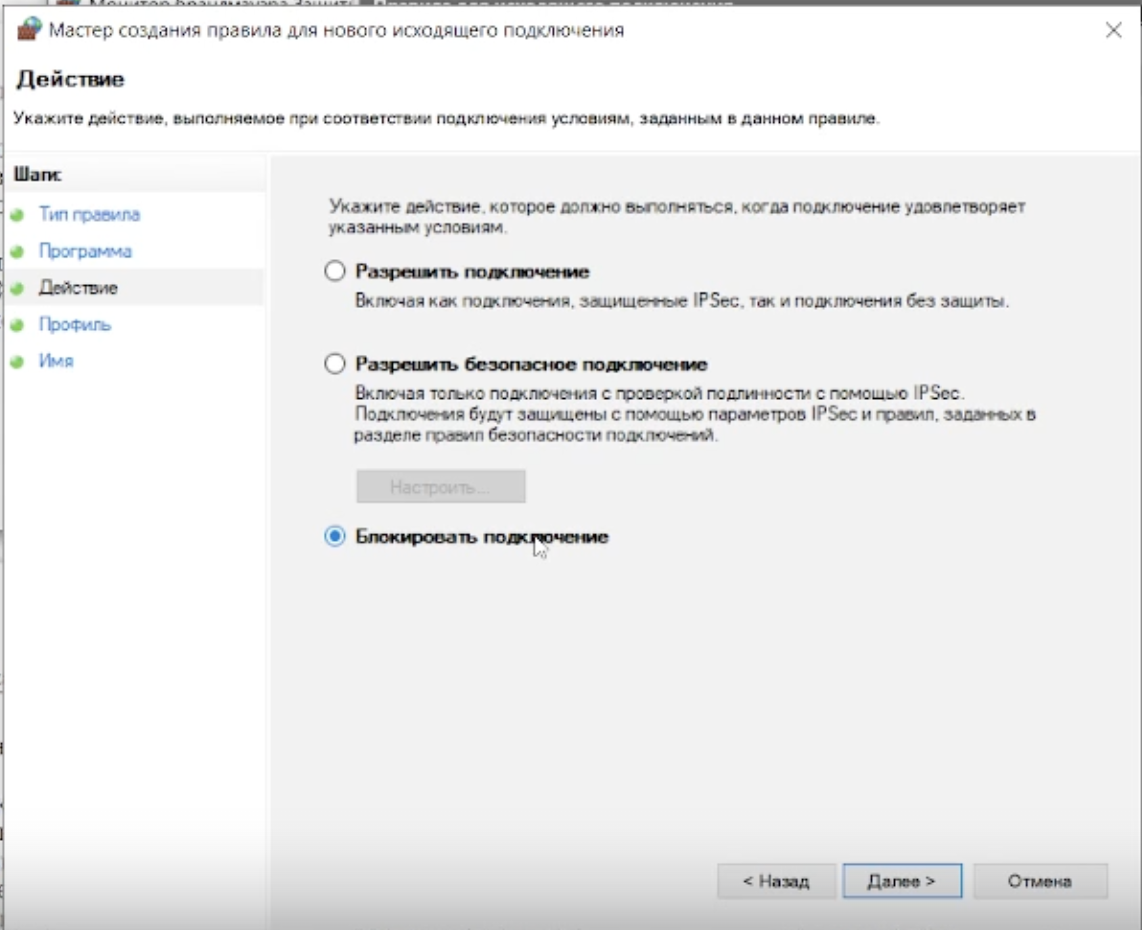 Мастер создания правила для нового исходящего подключения
Действие
Укажите действие, выполняемое при соответствии подключения условиям, заданным в данном правиле.
Шаги:
Тип правила
Программа
Действие
Профиль
Имя
Укажите действие, которое должно выполняться, когда подключение удовлетворяет
указанным условиям.
Разрешить подключение
Включая как подключения, защищенные IPSec, так и подключения без защиты.
Разрешить безопасное подключение
Включая только подключения с проверкой подлинности с помощью IPSec.
Подключения будут защищены с помощью параметров IPSec и правил, заданных в
разделе правил безопасности подключений.
Настроить...
Блокировать подключение
< Назад
Далее >
Отмена